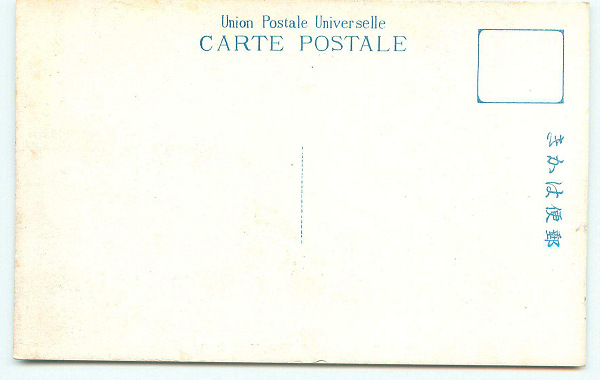 Union Postale Universelle
CARTE POSTALE
郵便はかき